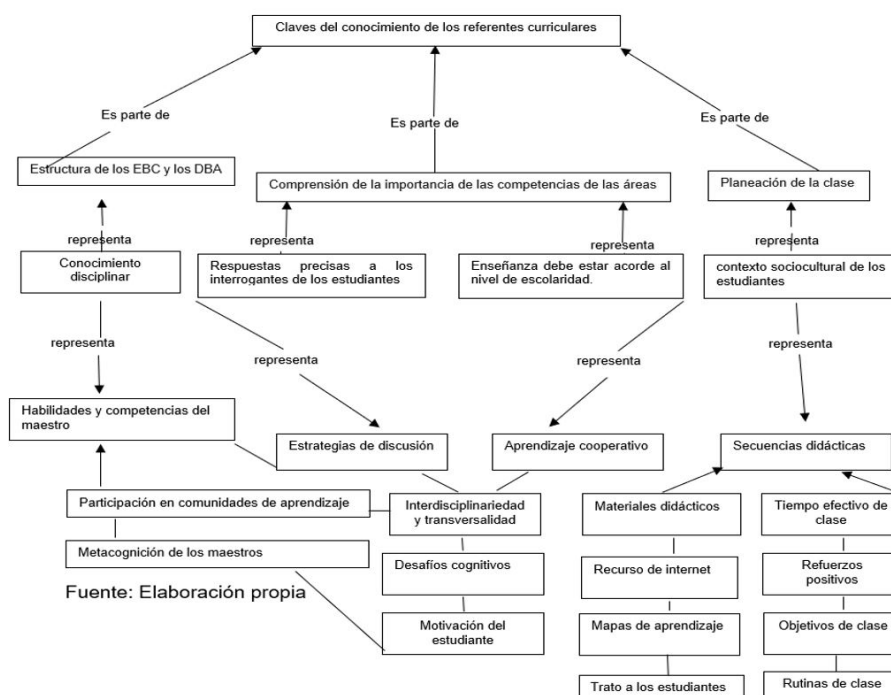 Claves del conocimiento de los referentes curriculares
Es parte de
Es parte de
Es parte de
Estructura de los EBC y los DBA
Comprensión de la importancia de las competencias de las áreas
Planeación de la clase
representa
representa
representa
representa
Conocimiento
disciplinar
Respuestas precisas a los
interrogantes de los estudiantes
Enseñanza debe estar acorde al
nivel de escolaridad.
contexto sociocultural de los
estudiantes
representa
representa
representa
representa
Habilidades y competencias del
maestro
Estrategias de discusión
Aprendizaje cooperativo
Secuencias didácticas
Participación en comunidades de aprendizaje
Interdisciplinariedad
y transversalidad
Materiales didácticos
Tiempo efectivo de
clase
Metacognición de los maestros
Desafíos cognitivos
Recurso de internet
Refuerzos
positivos
Fuente: Elaboración propia
Motivación del
estudiante
Mapas de aprendizaje
Objetivos de clase
Trato a los estudiantes
Rutinas de clase